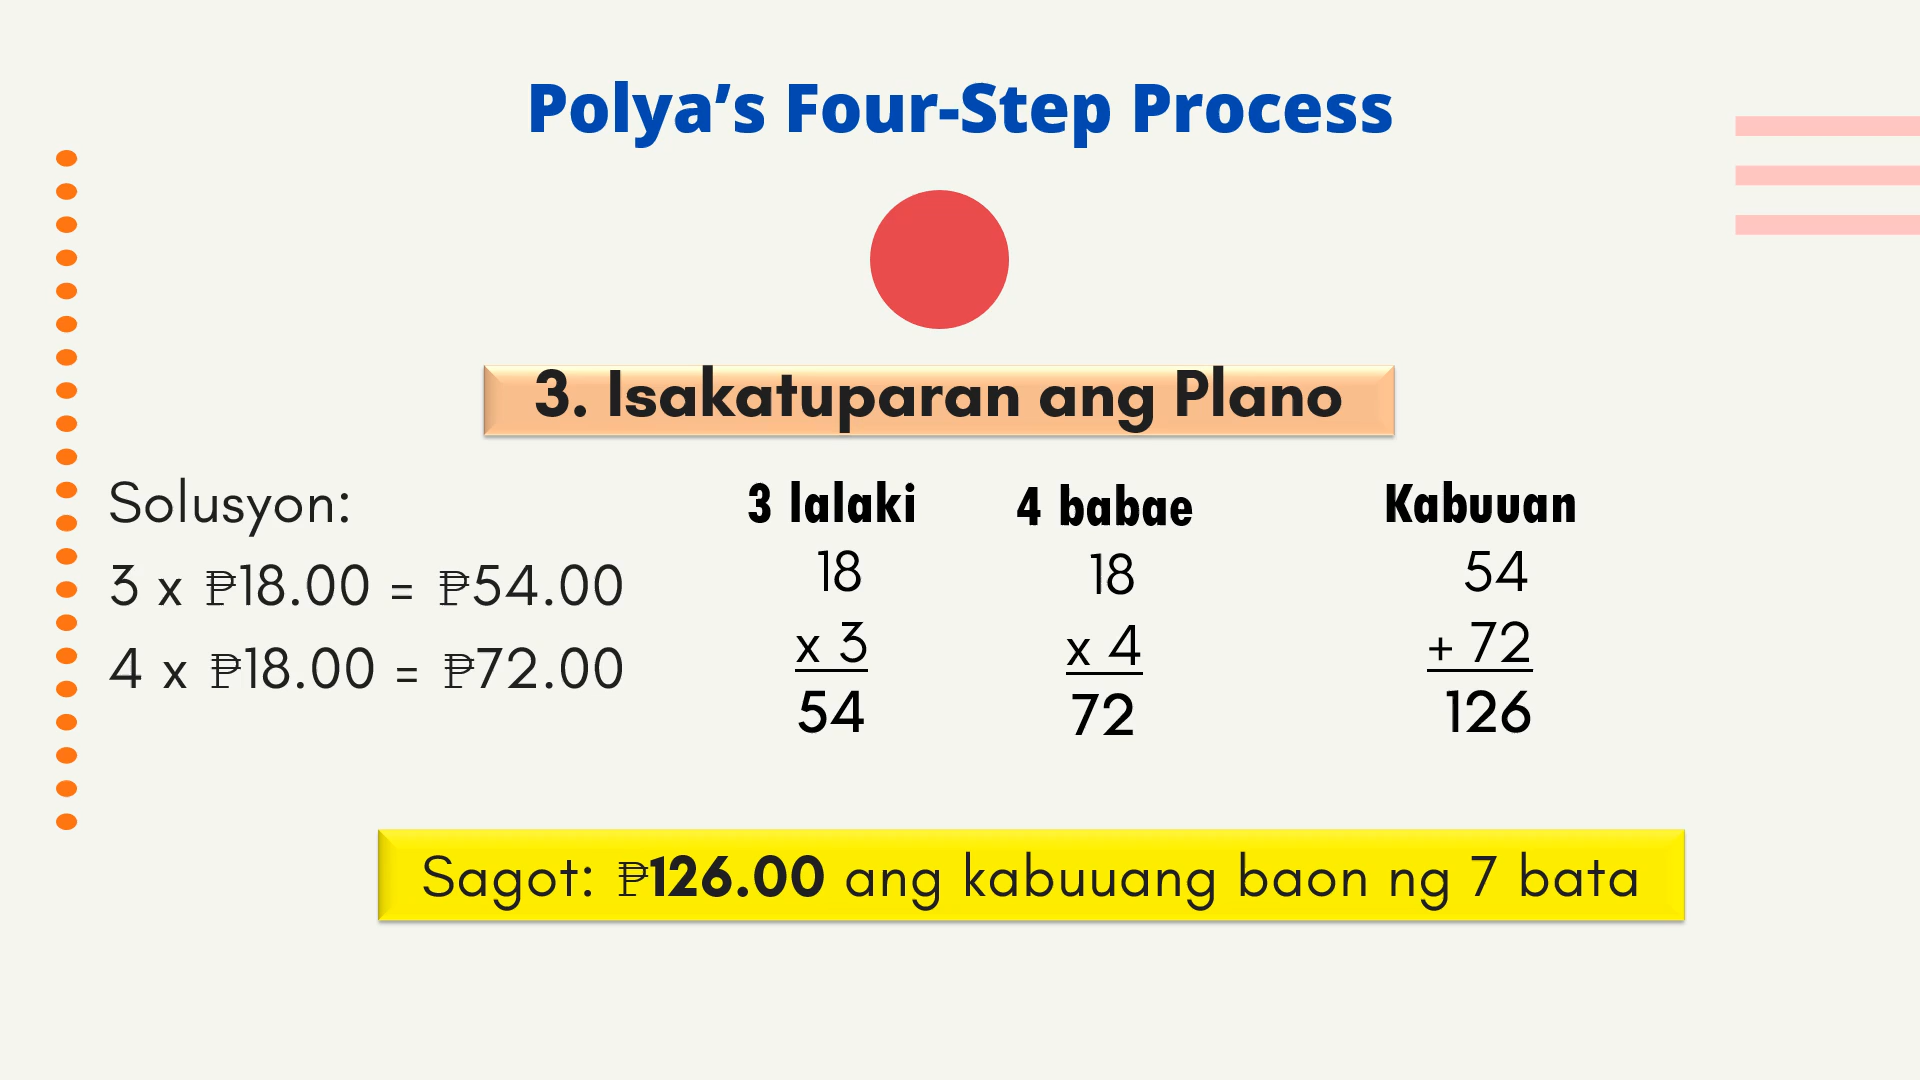 Polya’s Four-Step Process
3. Isakatuparan ang Plano
Solusyon:
3 x ₱18.00 = ₱54.00
4 x ₱18.00 = ₱72.00
3 lalaki
18
x 3
54
4 babae
18
x 4
72
Kabuuan
54
+ 72
126
Sagot: ₱126.00 ang kabuuang baon ng 7 bata